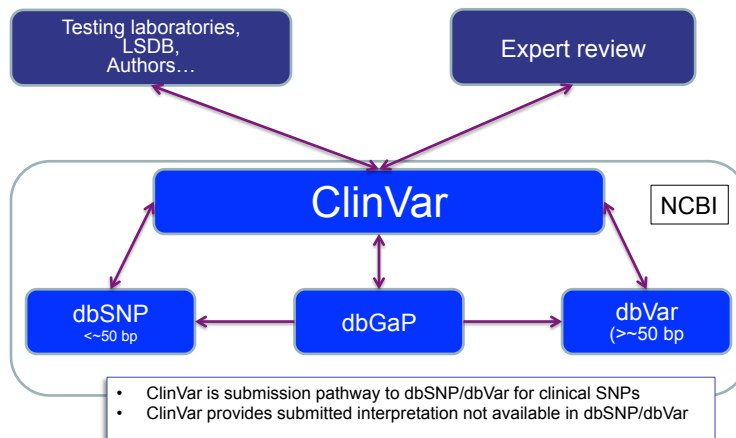 Testing laboratories,
LSDB,
Authors…
Expert review
ClinVar
NCBI
dbSNP
<~50 bp
dbGaP
dbVar
(>~50 bp
• ClinVar is submission pathway to dbSNP/dbVar for clinical SNPs
• ClinVar provides submitted interpretation not available in dbSNP/dbVar